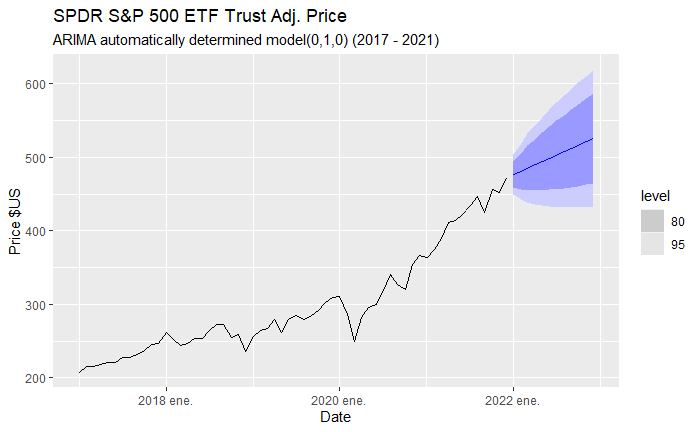 SPDR S&P 500 ETF Trust Adj. Price
ARIMA automatically determined model(0,1,0) (2017 - 2021)
600
500
400
300
200
Price $US
2018 ene.
2020 ene.
2022 ene.
Date
level
80
95